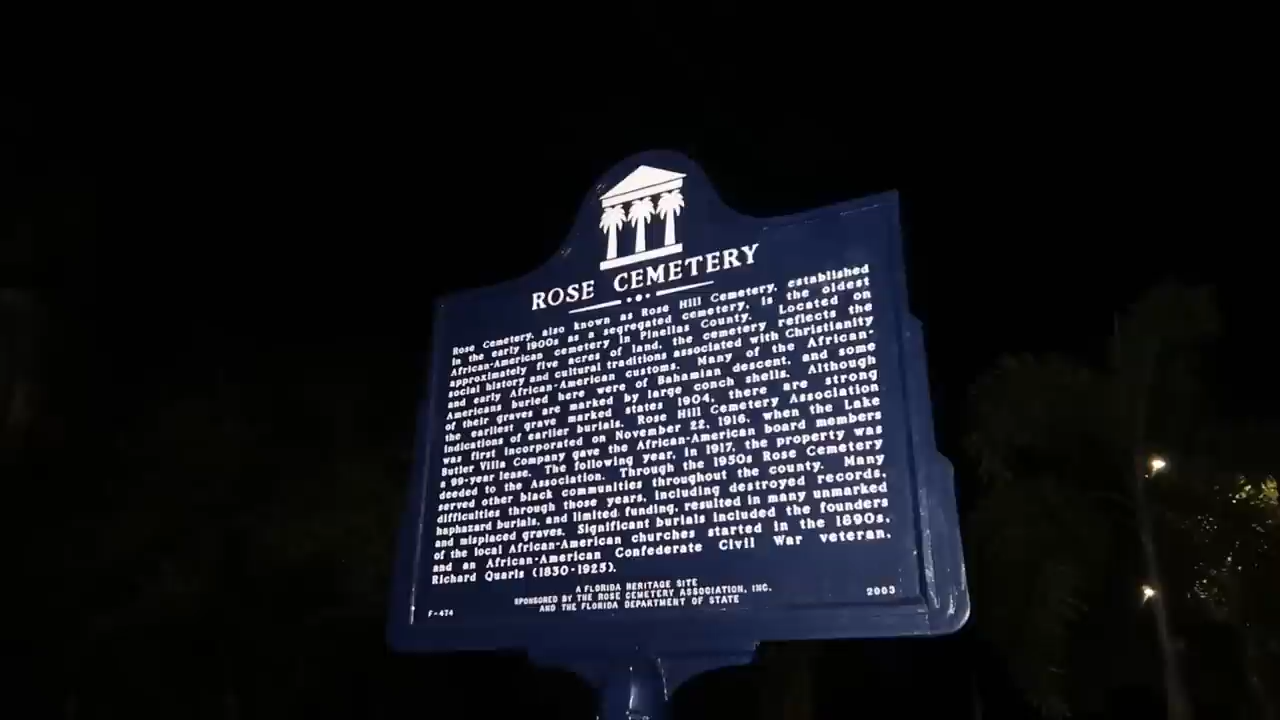 ROSE CEMETERY
Rose Cemetery, also known as Rose Hill Cemetery, established
in the early 1900s as a segregated cemetery, is the oldest
African-American cemetery in Pinellas County. Located on
approximately five acres of land, the cemetery reflects the
social history and cultural traditions associated with Christianity
and early African-American customs. Many of the African-
Americans buried here were of Bahamian descent, and some
of their graves are marked by large conch shells. Although
the earliest grave marked states 1904, there are strong
indications of earlier burials. Rose Hill Cemetery Association
was first incorporated on November 22, 1916, when the Lake
Butler Villa Company gave the African-American board members
a 99-year lease. The following year, in 1917, the property was
deeded to the Association. Through the 1950s Rose Cemetery
served other black communities throughout the county. Many
difficulties through those years, including destroyed records,
haphazard burials, and limited funding, resulted in many unmarked
and misplaced graves. Significant burials included the founders
of the local African-American churches started in the 1890s,
and an African-American Confederate Civil War veteran,
Richard Quarls (1830-1925).
A FLORIDA HERITAGE SITE
SPONSORED BY THE ROSE CEMETERY ASSOCIATION, INC.
AND THE FLORIDA DEPARTMENT OF STATE
F-474
2003